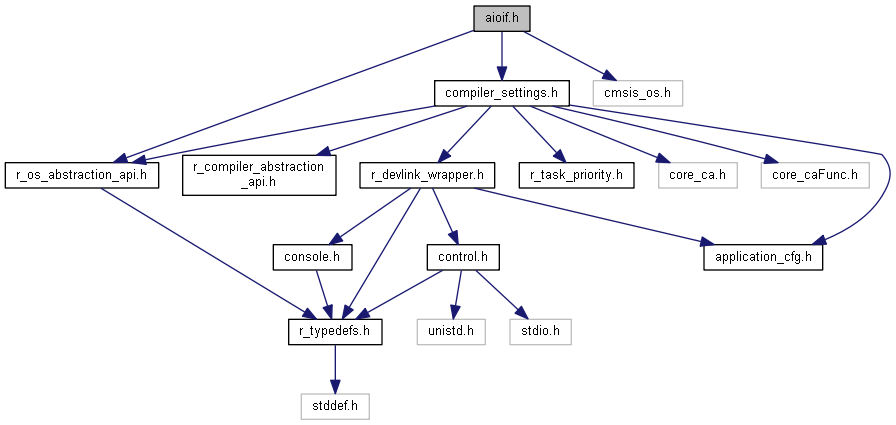 aioif.h
compiler_settings.h
cmsis_os.h
r_os_abstraction_api.h
r_compiler_abstraction
_api.h
r_devlink_wrapper.h
r_task_priority.h
core_ca.h
core_caFunc.h
console.h
control.h
application_cfg.h
r_typedefs.h
unistd.h
stdio.h
stddef.h